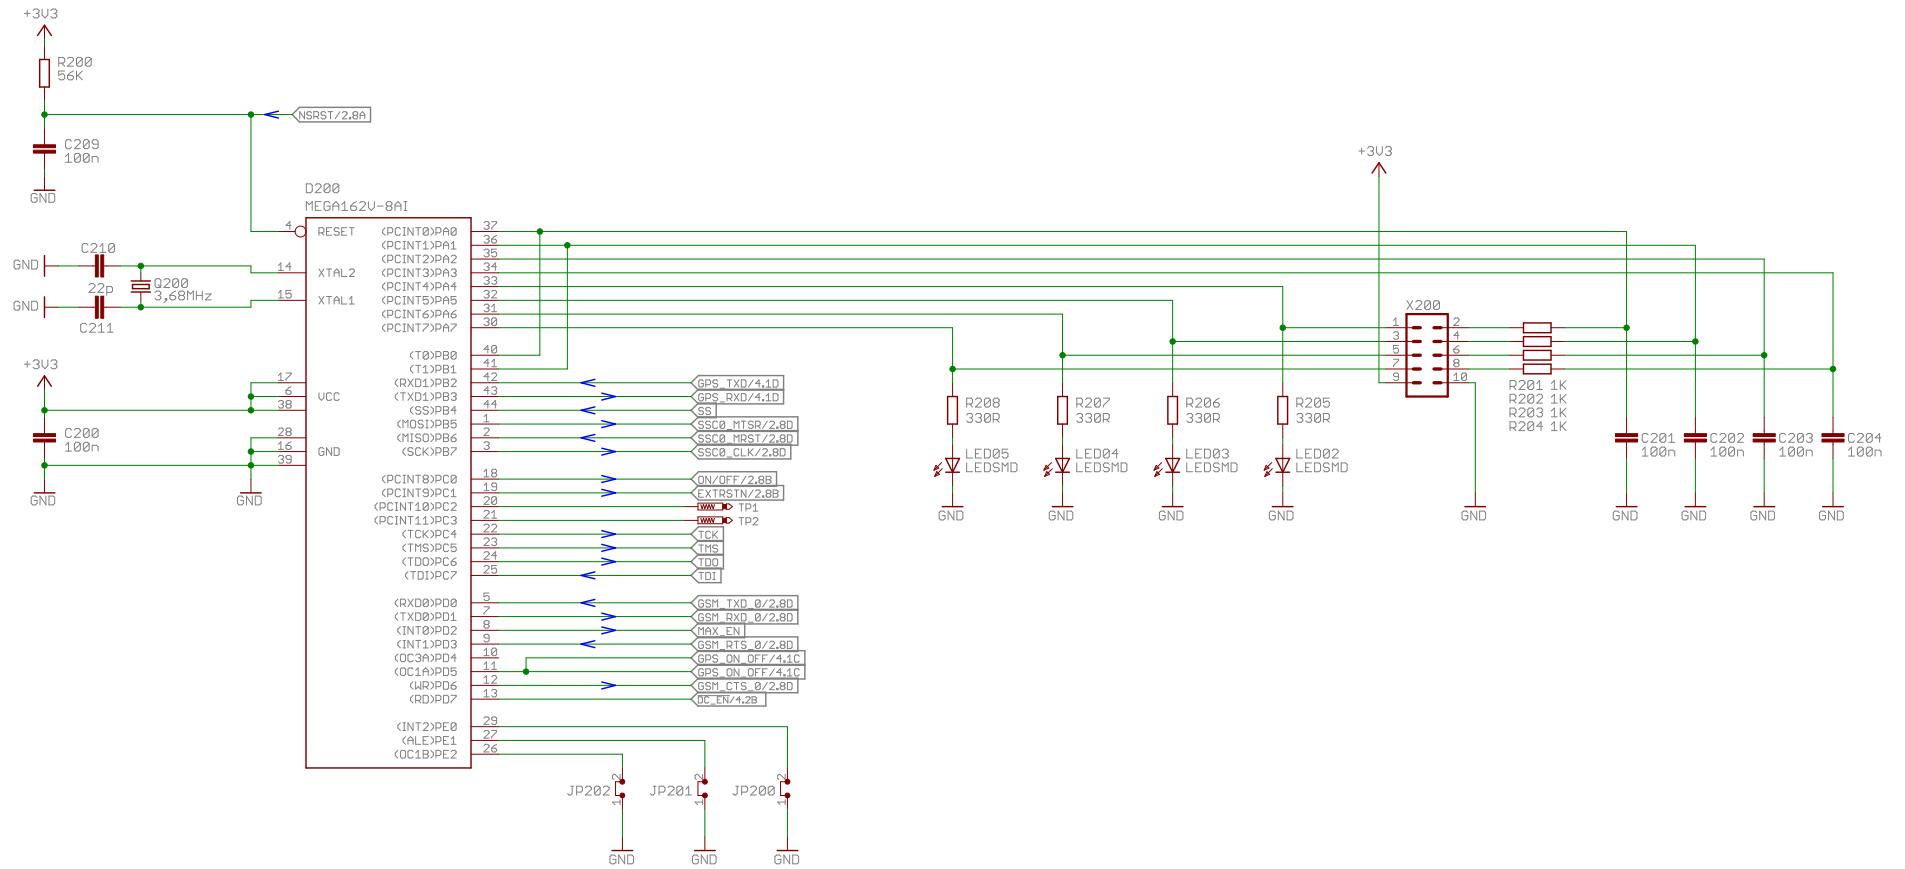 +3V3
R200
56K
NSRST/2.8A
C209
100n
GND
D200
MEGA162V-8AI
4 RESET
C210
GND
14 XTAL2
22p
Q200
3,68MHz
GND
15 XTAL1
C211
+3V3
17
6 VCC
38
C200
100n
28
16 GND
39
GND
GND
(PCINT0)PA0 37
(PCINT1)PA1 36
(PCINT2)PA2 35
(PCINT3)PA3 34
(PCINT4)PA4 33
(PCINT5)PA5 32
(PCINT6)PA6 31
(PCINT7)PA7 30
(T0)PB0 40
(T1)PB1 41
(RXD1)PB2 42 GPS_TXD/4.1D
(TXD1)PB3 43 GPS_RXD/4.1D
(SS)PB4 44 SS
(MOSI)PB5 1 SSC0_MTSR/2.8D
(MISO)PB6 2 SSC0_MRST/2.8D
(SCK)PB7 3 SSC0_CLK/2.8D
(PCINT8)PC0 18 ON/OFF/2.8B
(PCINT9)PC1 19 EXTRSTN/2.8B
(PCINT10)PC2 20 TP1
(PCINT11)PC3 21 TP2
(TCK)PC4 22 TCK
(TMS)PC5 23 TMS
(TDO)PC6 24 TDO
(TDI)PC7 25 TDI
(RXD0)PD0 5 GSM_TXD_0/2.8D
(TXD0)PD1 7 GSM_RXD_0/2.8D
(INT0)PD2 8 MAX_EN
(INT1)PD3 9 GSM_RTS_0/2.8D
(OC3A)PD4 10 GPS_ON_OFF/4.1C
(OC1A)PD5 11 GPS_ON_OFF/4.1C
(WR)PD6 12 GSM_CTS_0/2.8D
(RD)PD7 13 DC_EN/4.2B
(INT2)PE0 29
(ALE)PE1 27
(OC1B)PE2 26
2 2 2
JP202 JP201 JP200
1 1 1
GND GND GND
+3V3
X200
1 2
3 4
5 6
7 8
9 10
R201 1K
R202 1K
R203 1K
R204 1K
R208 R207 R206 R205
330R 330R 330R 330R
LED05 LED04 LED03 LED02
LEDSMD LEDSMD LEDSMD LEDSMD
GND GND GND GND GND
C201 C202 C203 C204
100n 100n 100n 100n
GND GND GND GND